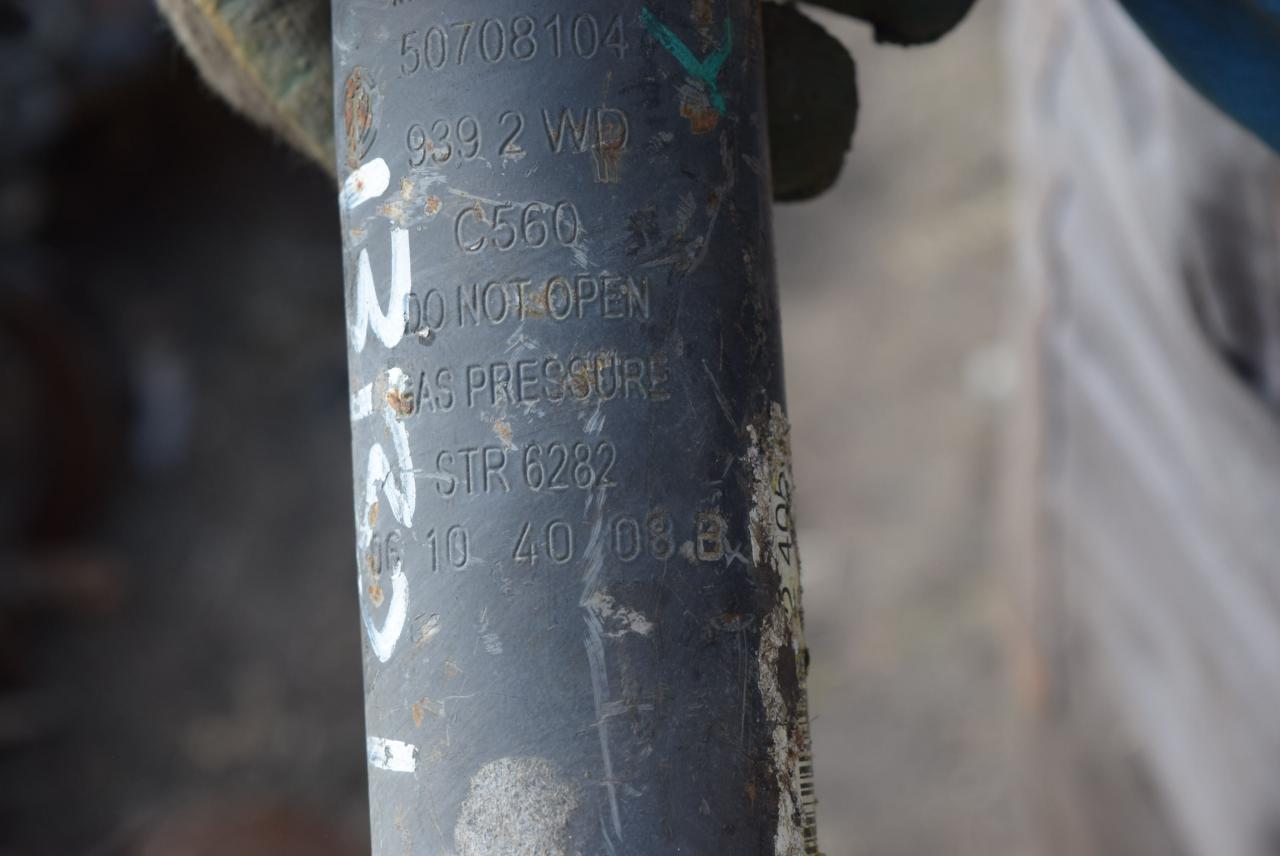 50708104
939 2 WD
C560
DO NOT OPEN
GAS PRESSURE
STR 6282
06 10 40 08 B